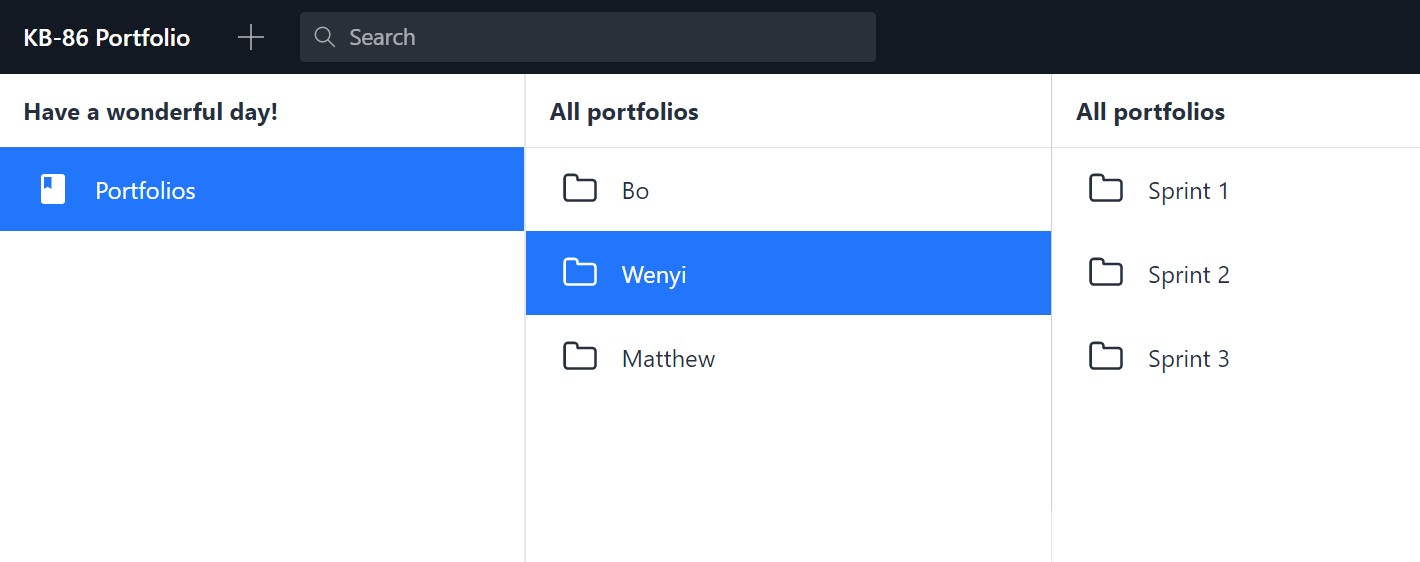 KB-86 Portfolio
Search
Have a wonderful day!
Portfolios
All portfolios
Bo
Wenyi
Matthew
All portfolios
Sprint 1
Sprint 2
Sprint 3